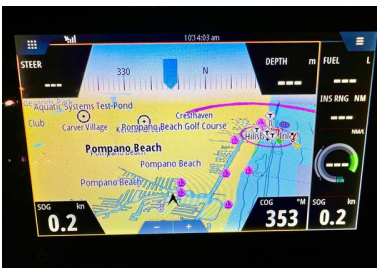 10:14:03 am
STEER
---
330
N
DEPTH m
---
FUEL L
---
INS RNG NM
---
NM/L
---
Aquatic Systems Test Pond
Club
Carver Village
Cresthaven
Pompano Beach Golf Course
Hillsb
Inlet
Pompano Beach
Pompano Beach
Pompano Beach
SOG kn
0.2
- +
COG °M
353
SOG kn
0.2